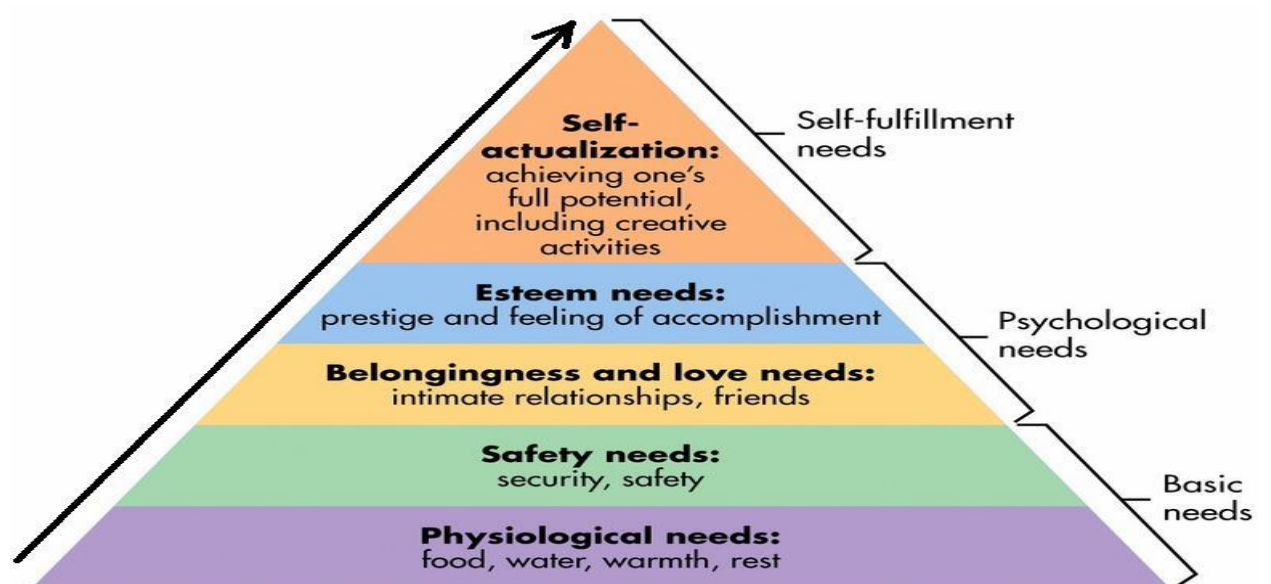 Self-
actualization:
achieving one's
full potential,
including creative
activities
Self-fulfillment
needs
Esteem needs:
prestige and feeling of accomplishment
Psychological
needs
Belongingness and love needs:
intimate relationships, friends
Safety needs:
security, safety
Basic
needs
Physiological needs:
food, water, warmth, rest